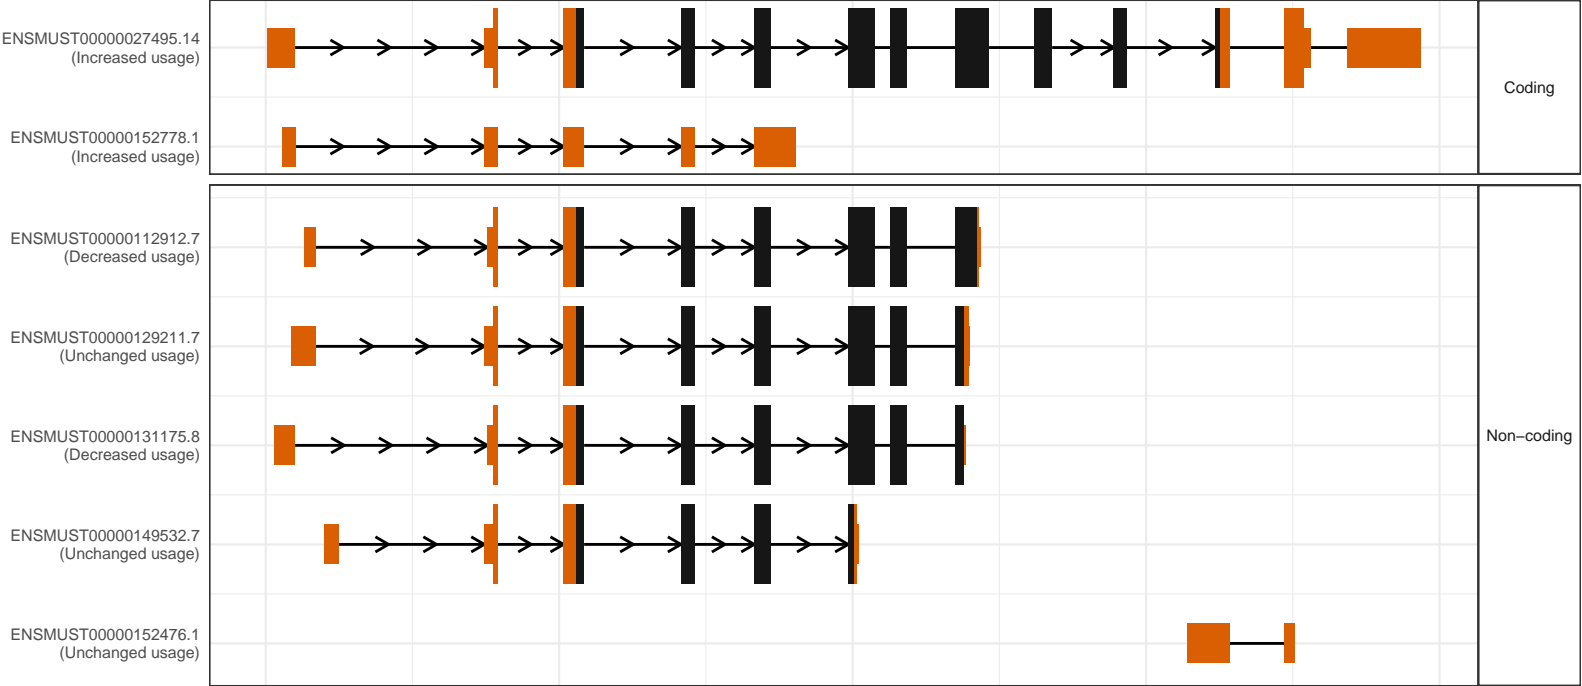 ENSMUST00000027495.14
(Increased usage)
Coding
ENSMUST00000152778.1
(Increased usage)
ENSMUST00000112912.7
(Decreased usage)
ENSMUST00000129211.7
(Unchanged usage)
ENSMUST00000131175.8
(Decreased usage)
Non−coding
ENSMUST00000149532.7
(Unchanged usage)
ENSMUST00000152476.1
(Unchanged usage)